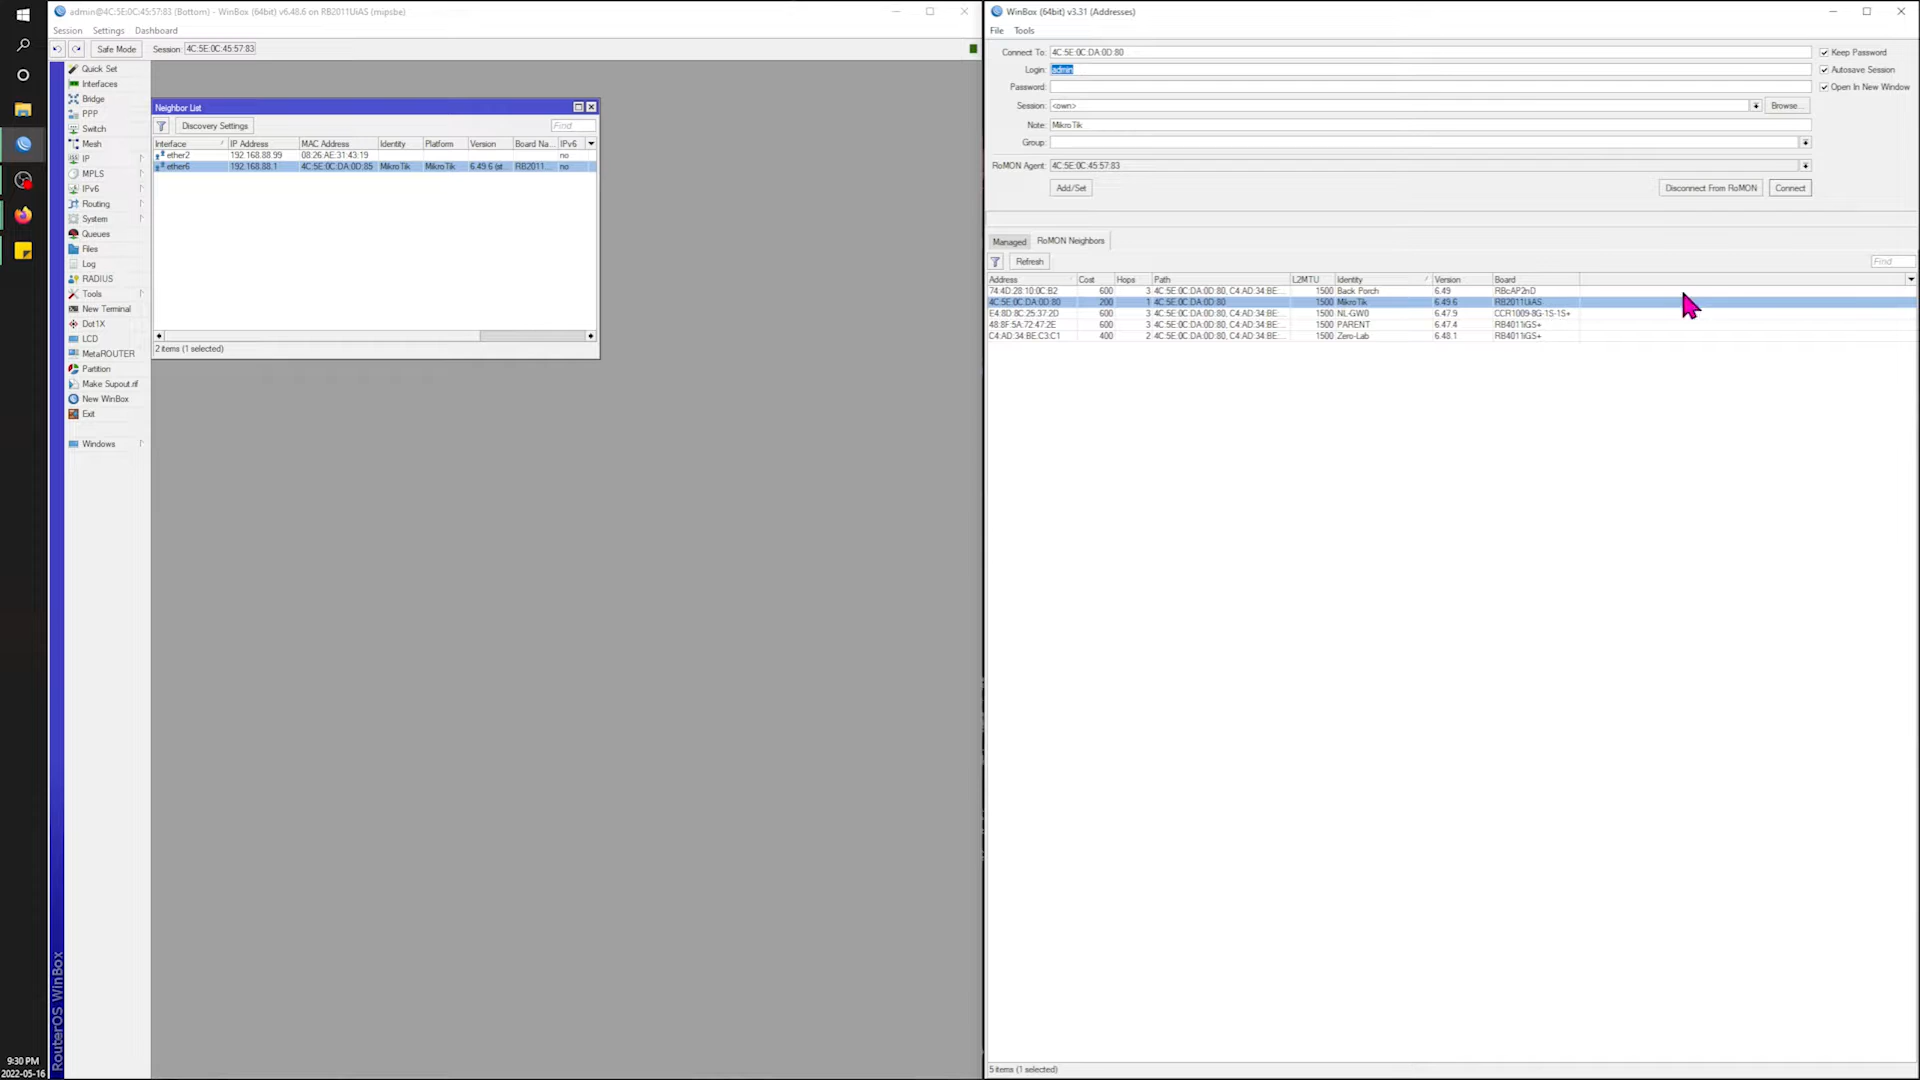 admin@4C:5E:0C:45:57:83 (Bottom) - WinBox (64bit) v6.48.6 on RB2011UiAS (mipsbe)
Session Settings Dashboard
Safe Mode Session: 4C:5E:0C:45:57:83
Quick Set
Interfaces
Bridge
PPP
Switch
Mesh
IP
MPLS
IPv6
Routing
System
Queues
Files
Log
RADIUS
Tools
New Terminal
Dot1X
LCD
MetaROUTER
Partition
Make Supout.rif
New WinBox
Exit
Windows
RouterOS WinBox
Neighbor List
Discovery Settings Find
Interface IP Address MAC Address Identity Platform Version Board Na... IPv6
ether2 192.168.88.99 08:26:AE:31:43:19 no
ether6 192.168.88.1 4C:5E:0C:DA:0D:85 MikroTik MikroTik 6.49.6 (st... RB2011... no
2 items (1 selected)
WinBox (64bit) v3.31 (Addresses)
File Tools
Connect To: 4C:5E:0C:DA:0D:80 Keep Password
Login: admin Autosave Session
Password: Open In New Window
Session: <own> Browse...
Note: MikroTik
Group:
RoMON Agent: 4C:5E:0C:45:57:83
Add/Set Disconnect From RoMON Connect
Managed RoMON Neighbors
Refresh Find
Address Cost Hops Path L2MTU Identity Version Board
74:4D:28:10:0C:B2 600 3 4C:5E:0C:DA:0D:80, C4:AD:34:BE:... 1500 Back Porch 6.49 RBcAP2nD
4C:5E:0C:DA:0D:80 200 1 4C:5E:0C:DA:0D:80 1500 MikroTik 6.49.6 RB2011UiAS
E4:8D:8C:25:37:2D 600 3 4C:5E:0C:DA:0D:80, C4:AD:34:BE:... 1500 NL-GW0 6.47.9 CCR1009-8G-1S-1S+
48:8F:5A:72:47:2E 600 3 4C:5E:0C:DA:0D:80, C4:AD:34:BE:... 1500 PARENT 6.47.4 RB4011iGS+
C4:AD:34:BE:C3:C1 400 2 4C:5E:0C:DA:0D:80, C4:AD:34:BE:... 1500 Zero-Lab 6.48.1 RB4011iGS+
5 items (1 selected)
9:30 PM
2022-05-16